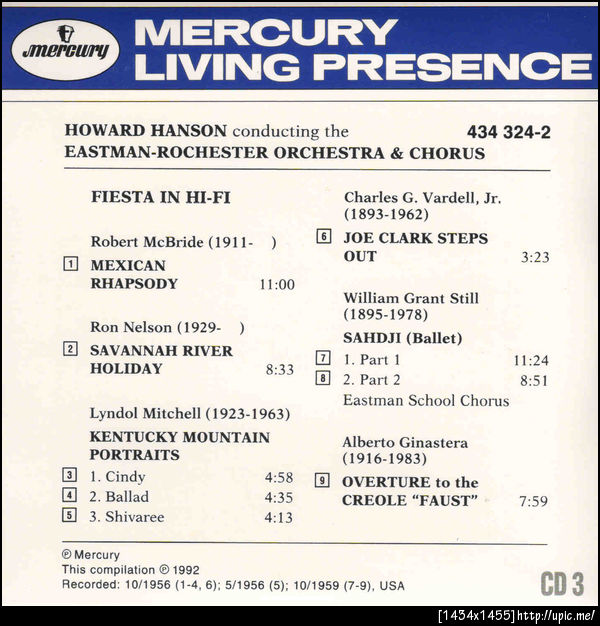 mercury
MERCURY
LIVING PRESENCE
HOWARD HANSON conducting the 434 324-2
EASTMAN-ROCHESTER ORCHESTRA & CHORUS
FIESTA IN HI-FI
Robert McBride (1911- )
1 MEXICAN
RHAPSODY 11:00
Ron Nelson (1929- )
2 SAVANNAH RIVER
HOLIDAY 8:33
Lyndol Mitchell (1923-1963)
KENTUCKY MOUNTAIN
PORTRAITS
3 1. Cindy 4:58
4 2. Ballad 4:35
5 3. Shivaree 4:13
Charles G. Vardell, Jr.
(1893-1962)
6 JOE CLARK STEPS
OUT 3:23
William Grant Still
(1895-1978)
SAHDJI (Ballet)
7 1. Part 1 11:24
8 2. Part 2 8:51
Eastman School Chorus
Alberto Ginastera
(1916-1983)
9 OVERTURE to the
CREOLE “FAUST” 7:59
℗ Mercury
This compilation ℗ 1992
Recorded: 10/1956 (1-4, 6); 5/1956 (5); 10/1959 (7-9), USA
CD 3
[1434x1455]http://upic.me/